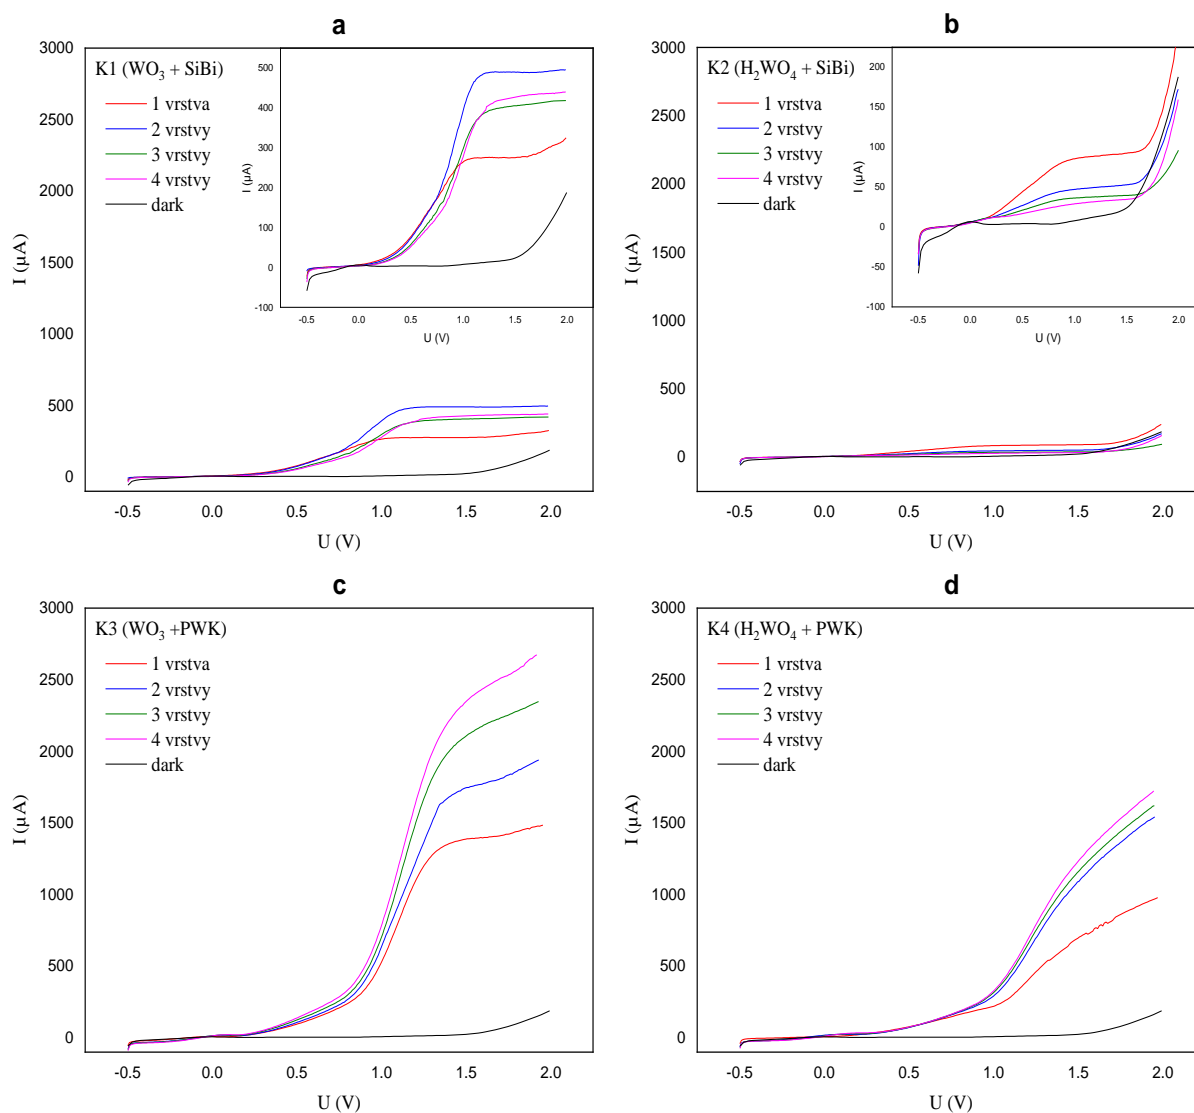 a
3000
2500
2000
1500
1000
500
0
I (µA)
K1 (WO₃ + SiBi)
1 vrstva
2 vrstvy
3 vrstvy
4 vrstvy
dark
500
400
300
200
100
0
-100
I (µA)
-0.5 0.0 0.5 1.0 1.5 2.0
U (V)
-0.5 0.0 0.5 1.0 1.5 2.0
U (V)
b
3000
2500
2000
1500
1000
500
0
I (µA)
K2 (H₂WO₄ + SiBi)
1 vrstva
2 vrstvy
3 vrstvy
4 vrstvy
dark
200
150
100
50
0
-50
-100
I (µA)
-0.5 0.0 0.5 1.0 1.5 2.0
U (V)
-0.5 0.0 0.5 1.0 1.5 2.0
U (V)
c
3000
2500
2000
1500
1000
500
0
I (µA)
K3 (WO₃ +PWK)
1 vrstva
2 vrstvy
3 vrstvy
4 vrstvy
dark
-0.5 0.0 0.5 1.0 1.5 2.0
U (V)
d
3000
2500
2000
1500
1000
500
0
I (µA)
K4 (H₂WO₄ + PWK)
1 vrstva
2 vrstvy
3 vrstvy
4 vrstvy
dark
-0.5 0.0 0.5 1.0 1.5 2.0
U (V)